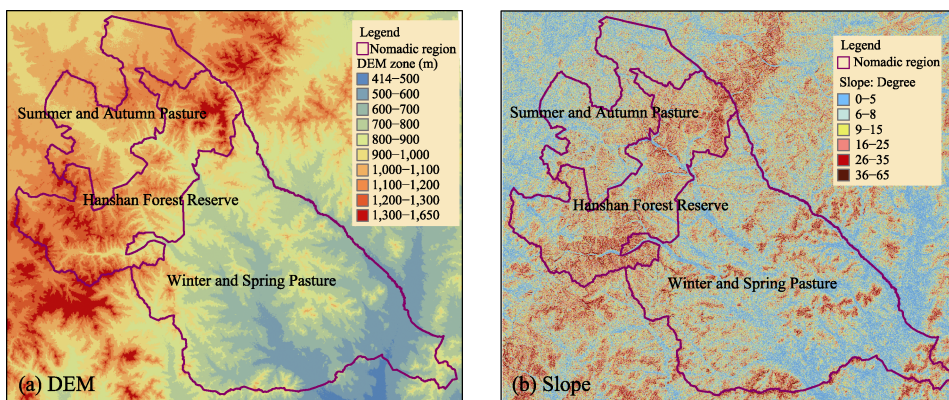 Legend
Nomadic region
DEM zone (m)
414–500
500–600
600–700
700–800
800–900
900–1,000
1,000–1,100
1,100–1,200
1,200–1,300
1,300–1,650
Summer and Autumn Pasture
Hanshan Forest Reserve
Winter and Spring Pasture
(a) DEM
Legend
Nomadic region
Slope: Degree
0–5
6–8
9–15
16–25
26–35
36–65
Summer and Autumn Pasture
Hanshan Forest Reserve
Winter and Spring Pasture
(b) Slope